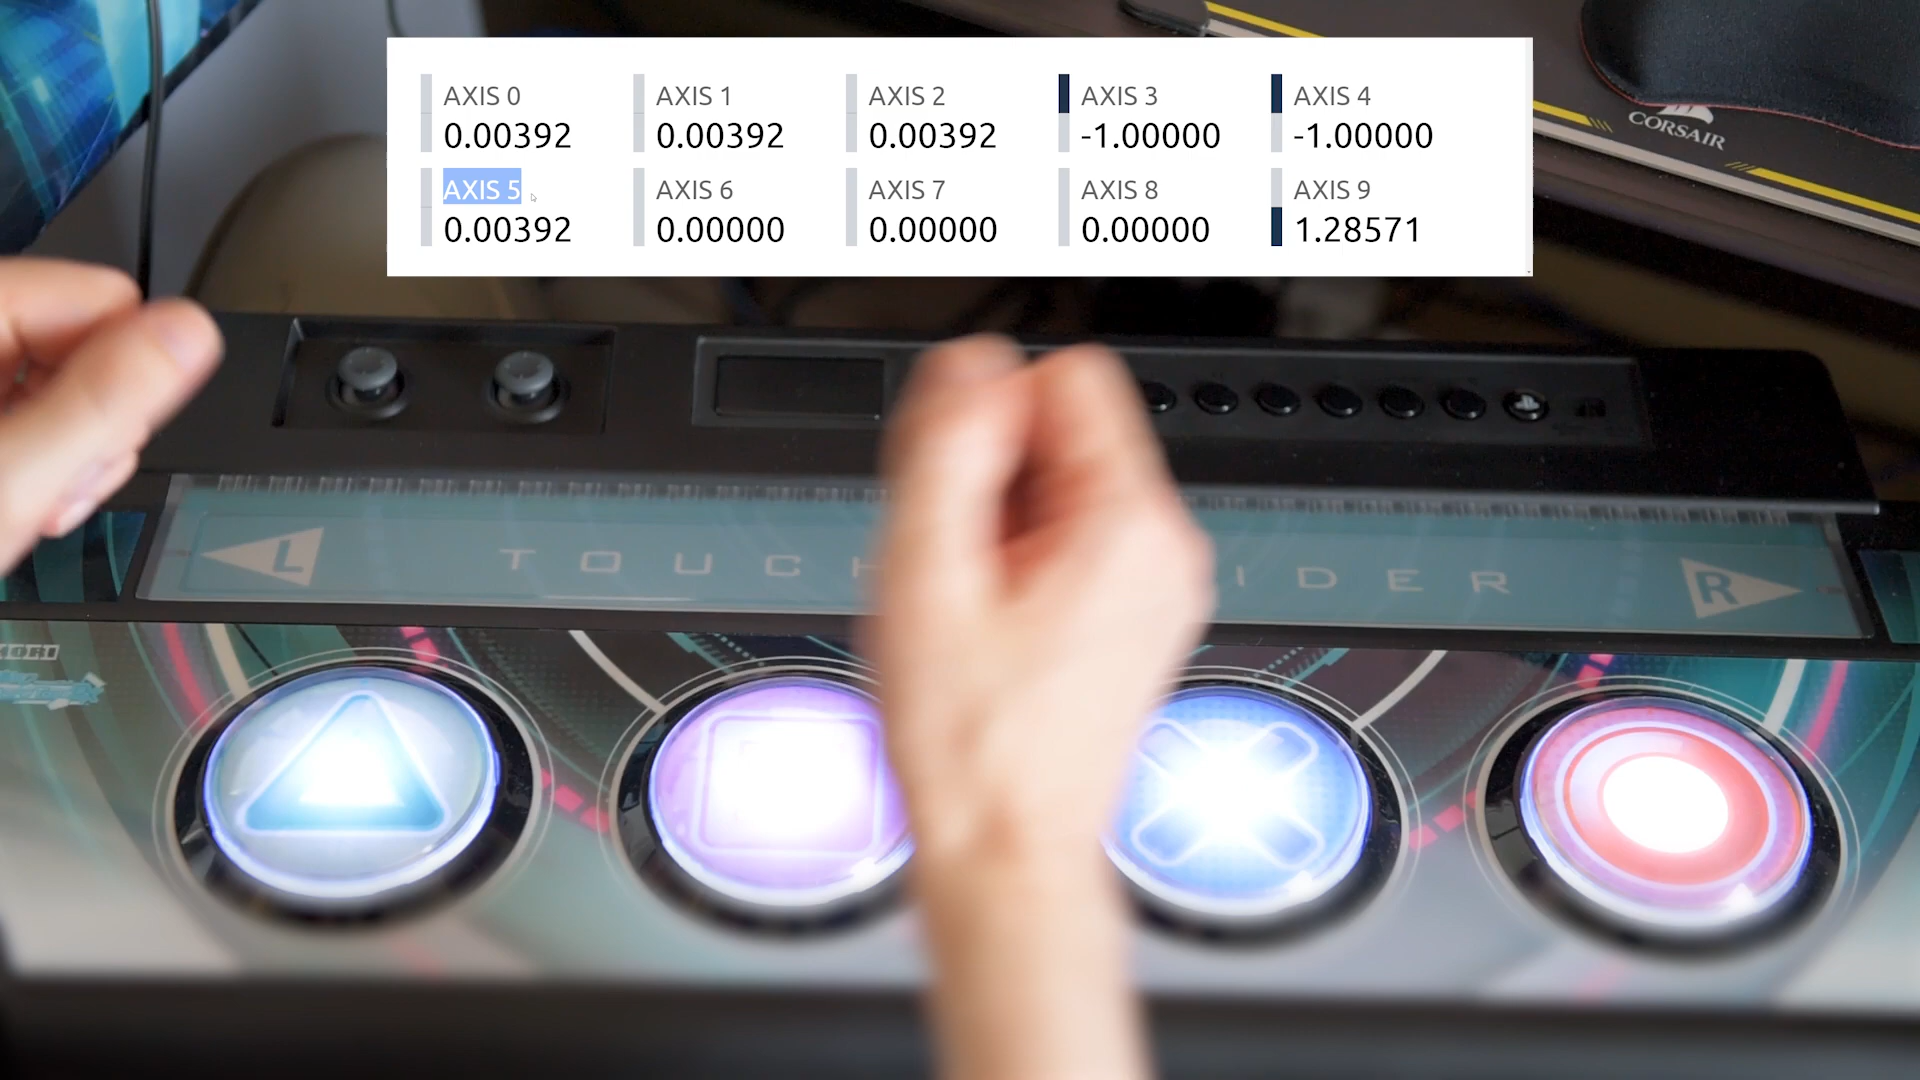 AXIS 0 AXIS 1 AXIS 2 AXIS 3 AXIS 4
0.00392 0.00392 0.00392 -1.00000 -1.00000
AXIS 5 AXIS 6 AXIS 7 AXIS 8 AXIS 9
0.00392 0.00000 0.00000 0.00000 1.28571
CORSAIR
L TOUCH IDER R